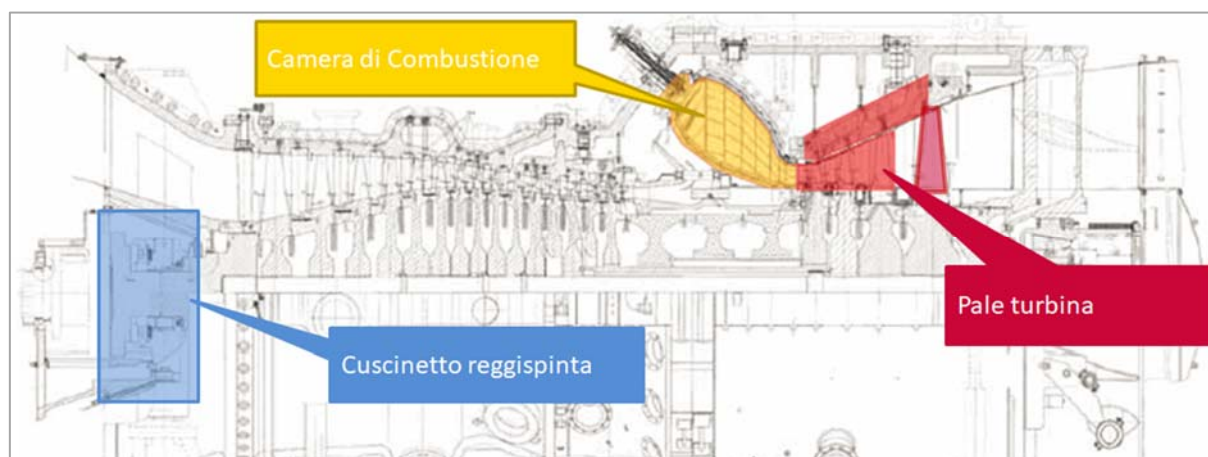 Camera di Combustione
Pale turbina
Cuscinetto reggispinta